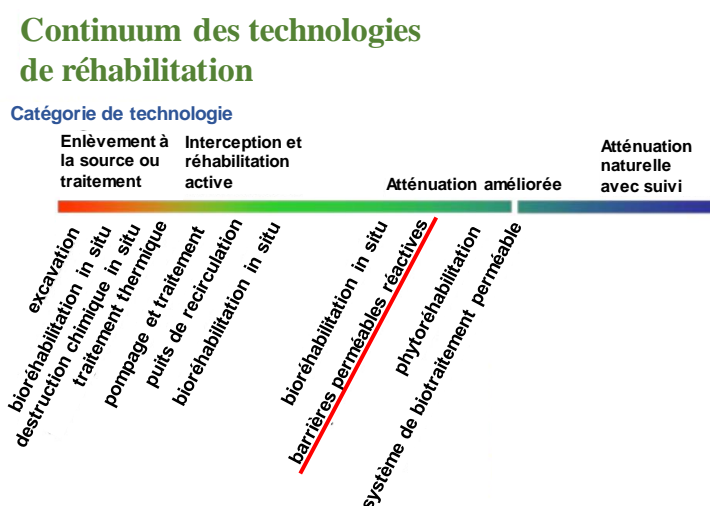 Continuum des technologies
de réhabilitation
Catégorie de technologie
Enlèvement à
la source ou
traitement
Interception et
réhabilitation
active
Atténuation améliorée
Atténuation
naturelle
avec suivi
excavation
bioréhabilitation in situ
destruction chimique in situ
traitement thermique
pompage et traitement
puits de recirculation
bioréhabilitation in situ
bioréhabilitation in situ
barrières perméables réactives
phytoréhabilitation
système de biotraitement perméable